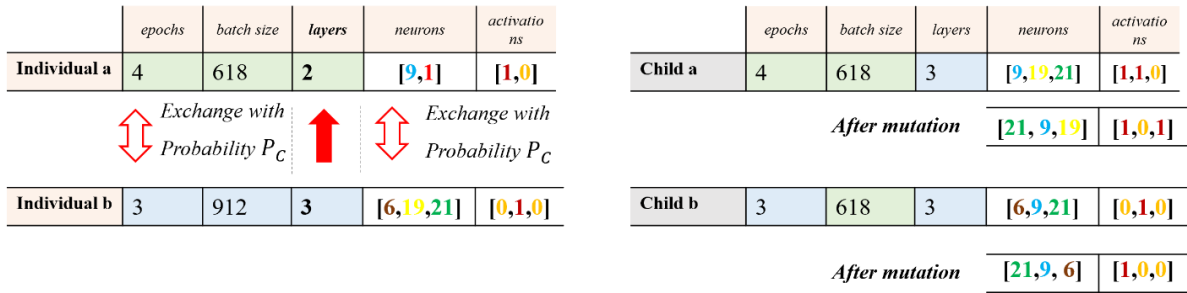 epochs batch size layers neurons activatio
ns
Individual a 4 618 2 [9,1] [1,0]
Exchange with Exchange with
Probability P_C Probability P_C
Individual b 3 912 3 [6,19,21] [0,1,0]
epochs batch size layers neurons activatio
ns
Child a 4 618 3 [9,19,21] [1,1,0]
After mutation [21, 9,19] [1,0,1]
Child b 3 618 3 [6,9,21] [0,1,0]
After mutation [21,9, 6] [1,0,0]